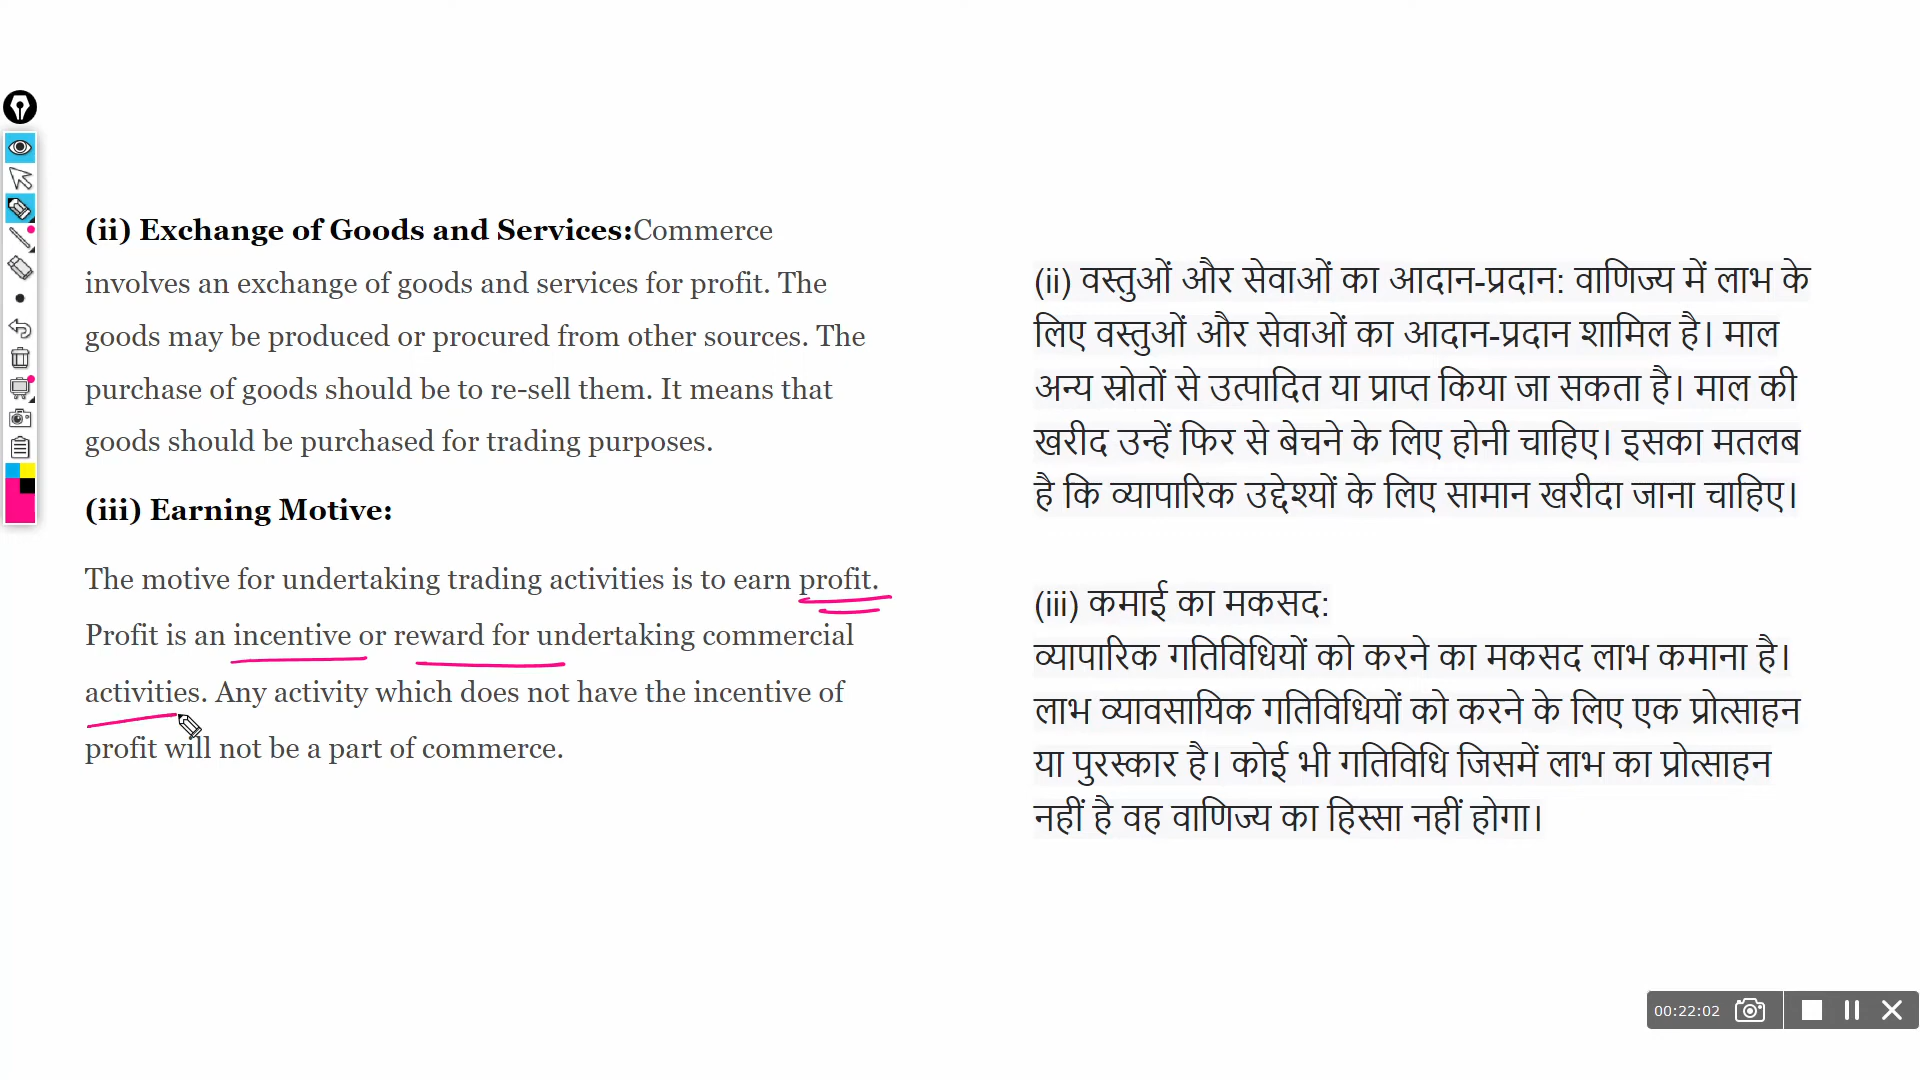 (ii) Exchange of Goods and Services:Commerce
involves an exchange of goods and services for profit. The
goods may be produced or procured from other sources. The
purchase of goods should be to re-sell them. It means that
goods should be purchased for trading purposes.
(iii) Earning Motive:
The motive for undertaking trading activities is to earn profit.
Profit is an incentive or reward for undertaking commercial
activities. Any activity which does not have the incentive of
profit will not be a part of commerce.
(ii) वस्तुओं और सेवाओं का आदान-प्रदान: वाणिज्य में लाभ के
लिए वस्तुओं और सेवाओं का आदान-प्रदान शामिल है। माल
अन्य स्रोतों से उत्पादित या प्राप्त किया जा सकता है। माल की
खरीद उन्हें फिर से बेचने के लिए होनी चाहिए। इसका मतलब
है कि व्यापारिक उद्देश्यों के लिए सामान खरीदा जाना चाहिए।
(iii) कमाई का मकसद:
व्यापारिक गतिविधियों को करने का मकसद लाभ कमाना है।
लाभ व्यावसायिक गतिविधियों को करने के लिए एक प्रोत्साहन
या पुरस्कार है। कोई भी गतिविधि जिसमें लाभ का प्रोत्साहन
नहीं है वह वाणिज्य का हिस्सा नहीं होगा।
00:22:02